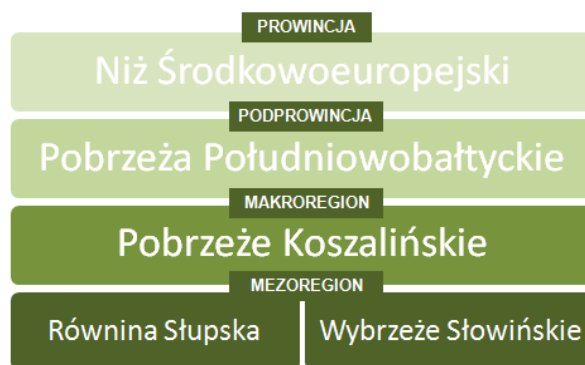 PROWINCJA
Niż Środkowoeuropejski
PODPROWINCJA
Pobrzeża Południowobałtyckie
MAKROREGION
Pobrzeże Koszalińskie
MEZOREGION
Równina Słupska
Wybrzeże Słowińskie